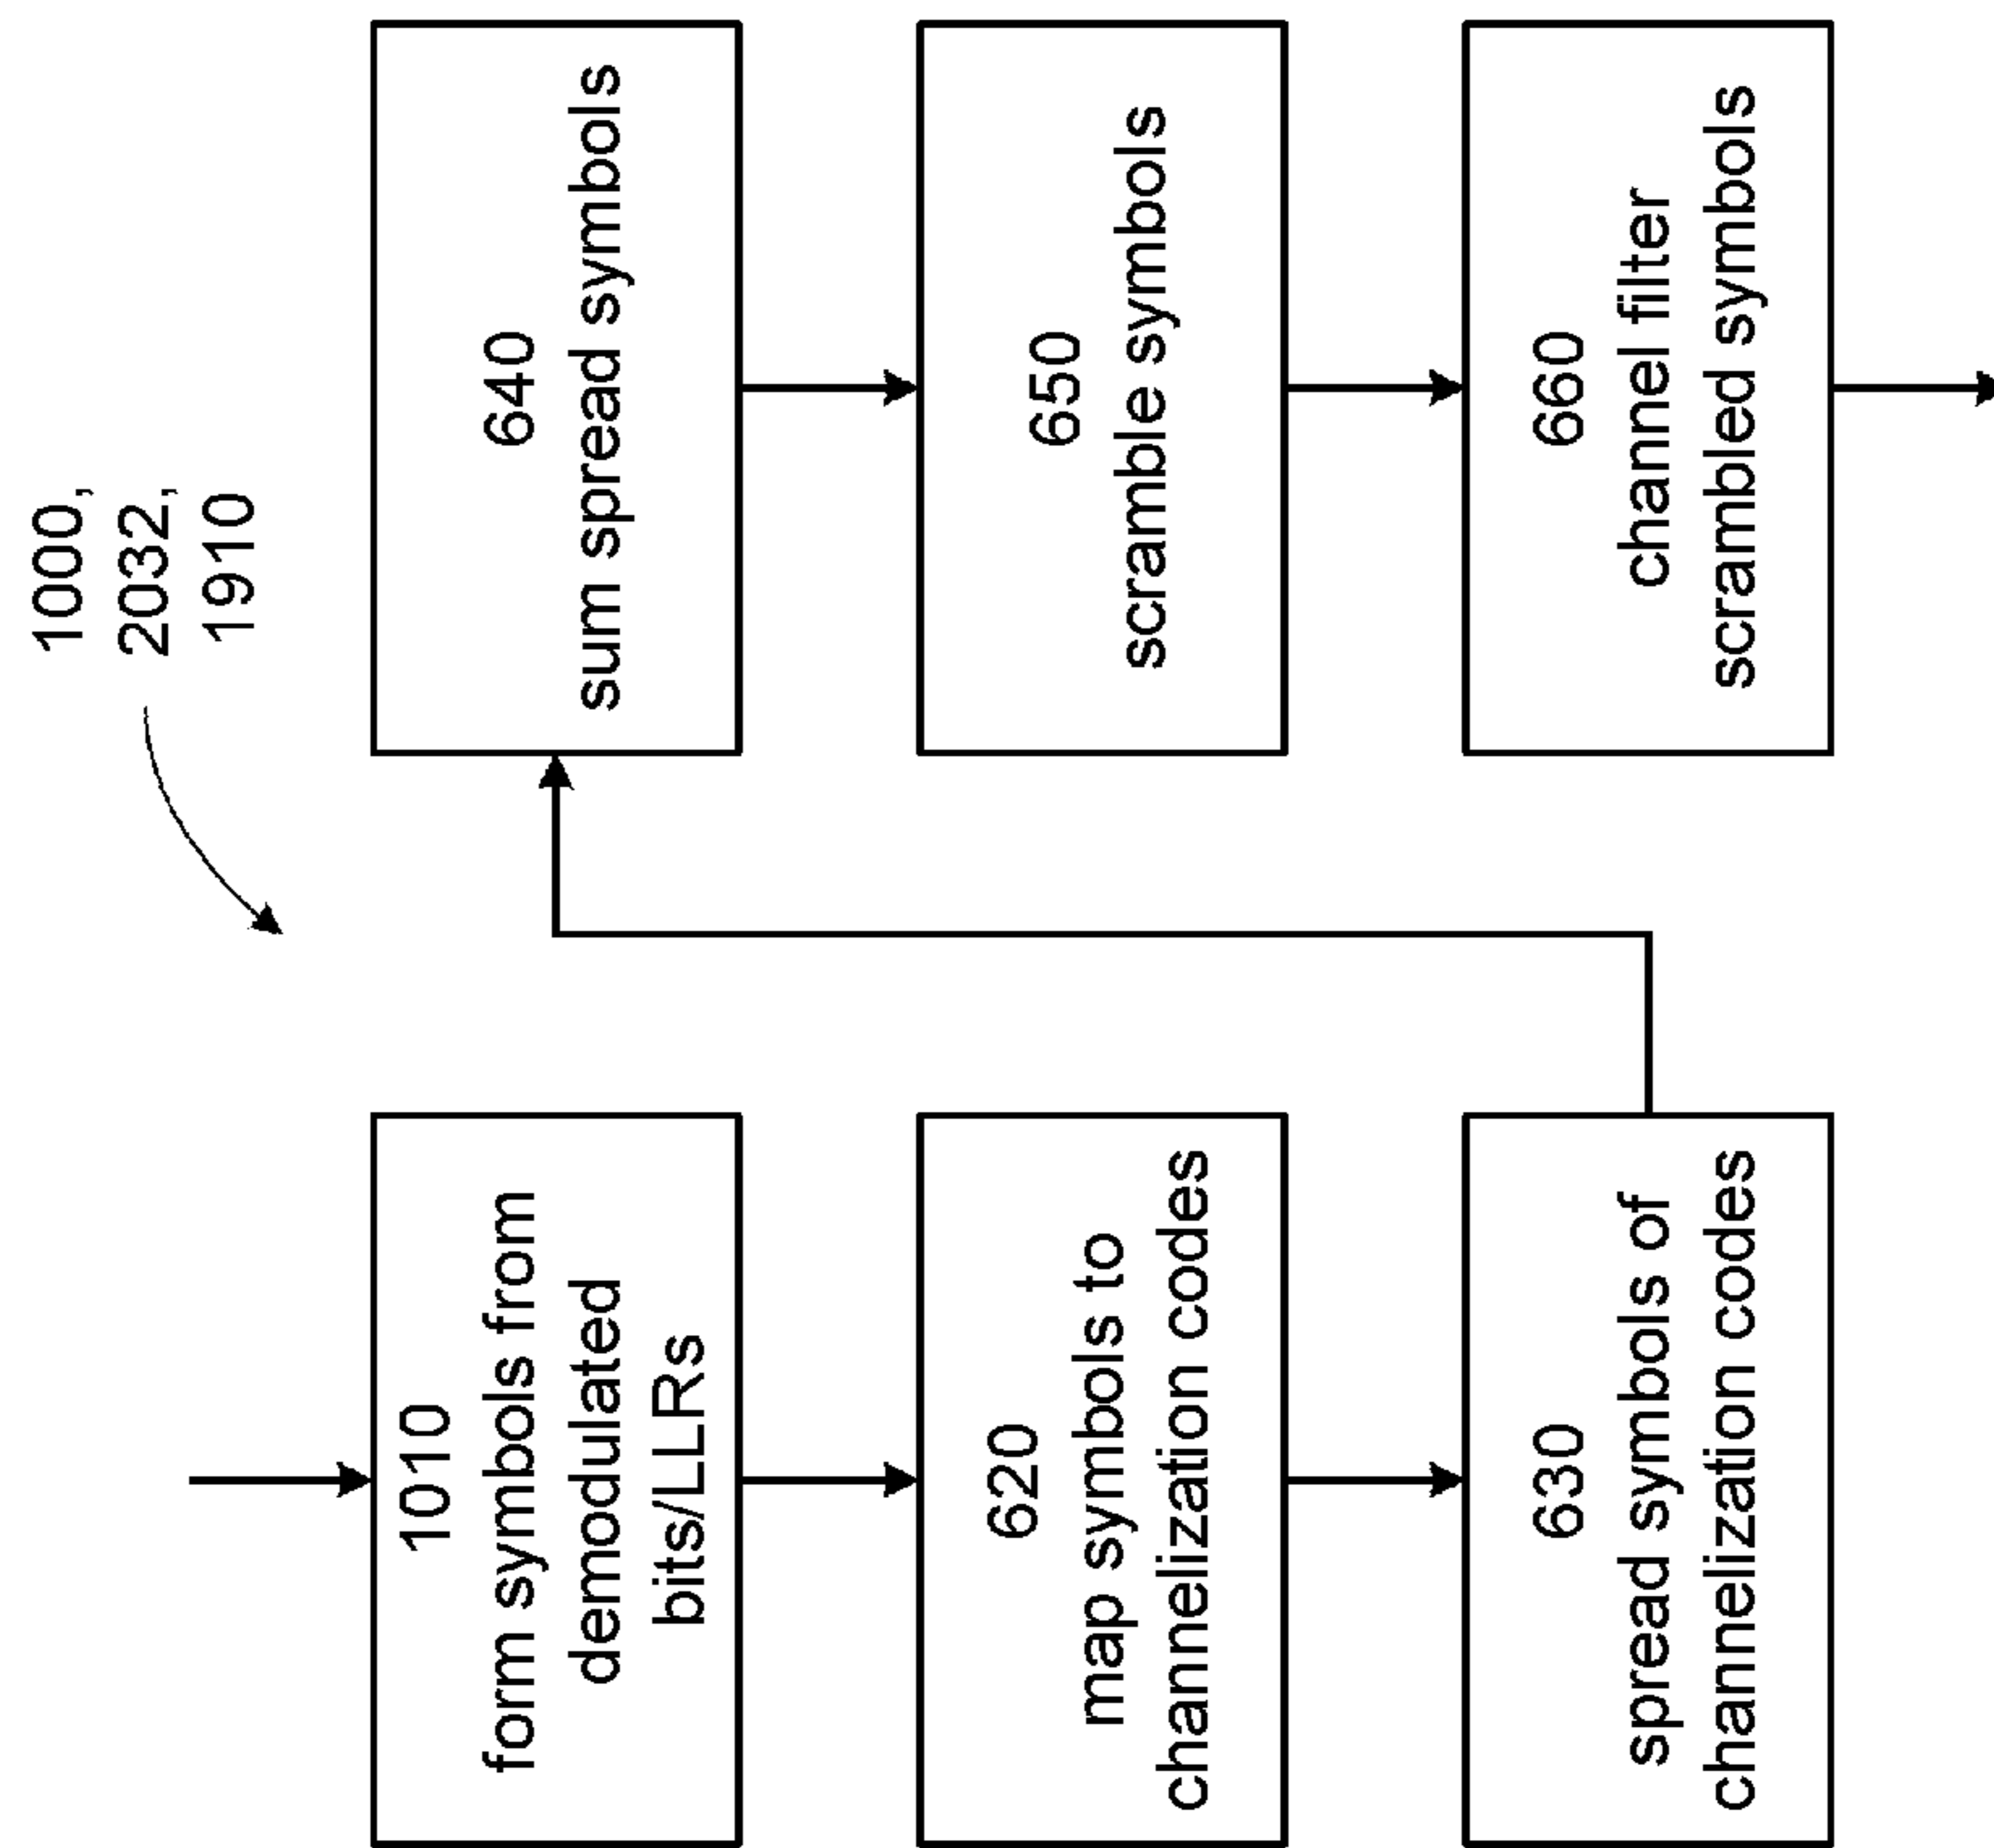 1000,
2032,
1910
1010
form symbols from
demodulated
bits/LLRs
620
map symbols to
channelization codes
630
spread symbols of
channelization codes
640
sum spread symbols
650
scramble symbols
660
channel filter
scrambled symbols